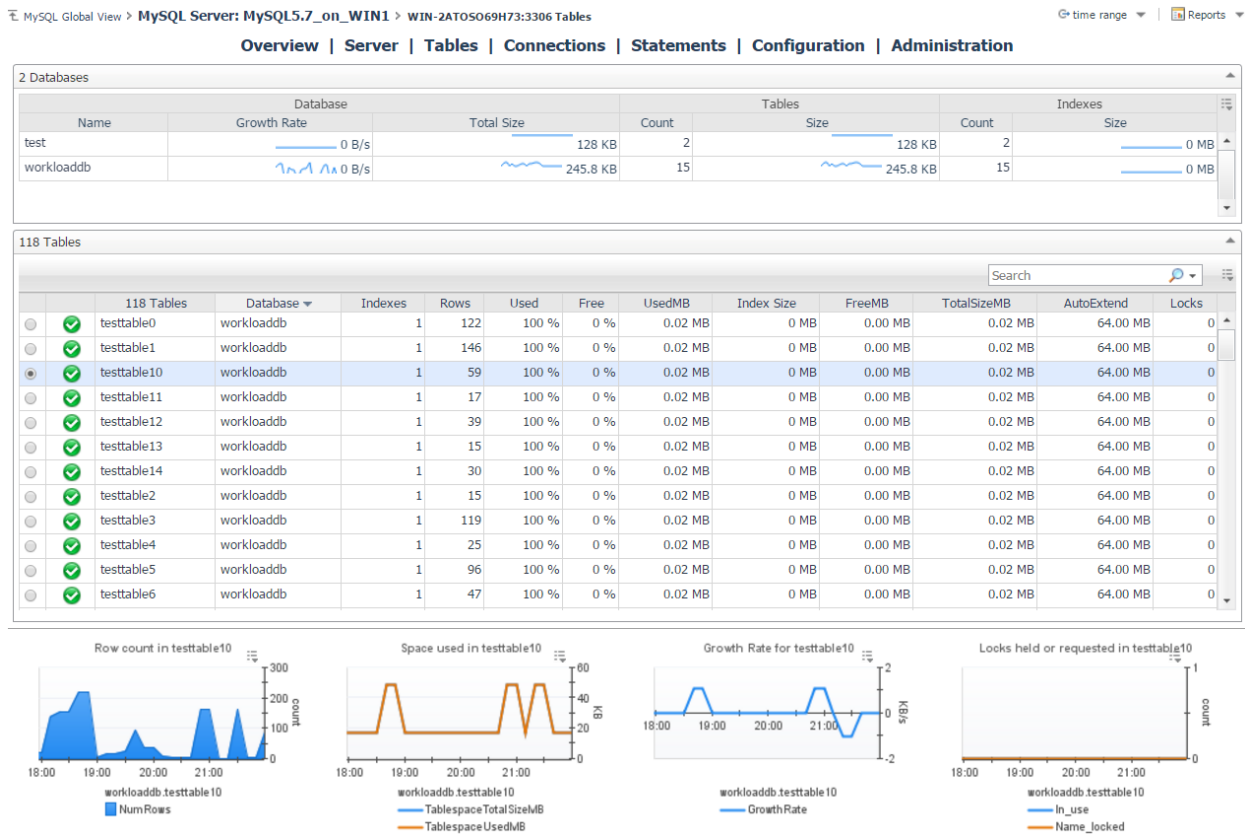 MySQL Global View > MySQL Server: MySQL5.7_on_WIN1 > WIN-2ATOSO69H73:3306 Tables time range Reports
Overview | Server | Tables | Connections | Statements | Configuration | Administration
2 Databases
Database Tables Indexes
Name Growth Rate Total Size Count Size Count Size
test 0 B/s 128 KB 2 128 KB 2 0 MB
workloaddb 0 B/s 245.8 KB 15 245.8 KB 15 0 MB
118 Tables
Search
118 Tables Database Indexes Rows Used Free UsedMB Index Size FreeMB TotalSizeMB AutoExtend Locks
testtable0 workloaddb 1 122 100 % 0 % 0.02 MB 0 MB 0.00 MB 0.02 MB 64.00 MB 0
testtable1 workloaddb 1 146 100 % 0 % 0.02 MB 0 MB 0.00 MB 0.02 MB 64.00 MB 0
testtable10 workloaddb 1 59 100 % 0 % 0.02 MB 0 MB 0.00 MB 0.02 MB 64.00 MB 0
testtable11 workloaddb 1 17 100 % 0 % 0.02 MB 0 MB 0.00 MB 0.02 MB 64.00 MB 0
testtable12 workloaddb 1 39 100 % 0 % 0.02 MB 0 MB 0.00 MB 0.02 MB 64.00 MB 0
testtable13 workloaddb 1 15 100 % 0 % 0.02 MB 0 MB 0.00 MB 0.02 MB 64.00 MB 0
testtable14 workloaddb 1 30 100 % 0 % 0.02 MB 0 MB 0.00 MB 0.02 MB 64.00 MB 0
testtable2 workloaddb 1 15 100 % 0 % 0.02 MB 0 MB 0.00 MB 0.02 MB 64.00 MB 0
testtable3 workloaddb 1 119 100 % 0 % 0.02 MB 0 MB 0.00 MB 0.02 MB 64.00 MB 0
testtable4 workloaddb 1 25 100 % 0 % 0.02 MB 0 MB 0.00 MB 0.02 MB 64.00 MB 0
testtable5 workloaddb 1 96 100 % 0 % 0.02 MB 0 MB 0.00 MB 0.02 MB 64.00 MB 0
testtable6 workloaddb 1 47 100 % 0 % 0.02 MB 0 MB 0.00 MB 0.02 MB 64.00 MB 0
Row count in testtable10
300
200
100
0
count
18:00 19:00 20:00 21:00
workloaddb.testtable10
NumRows
Space used in testtable10
60
40
20
0
KB
18:00 19:00 20:00 21:00
workloaddb.testtable10
TablespaceTotalSizeMB
TablespaceUsedMB
Growth Rate for testtable10
2
0
-2
KB/s
18:00 19:00 20:00 21:00
workloaddb.testtable10
GrowthRate
Locks held or requested in testtable10
1
0
count
18:00 19:00 20:00 21:00
workloaddb.testtable10
In_use
Name_locked